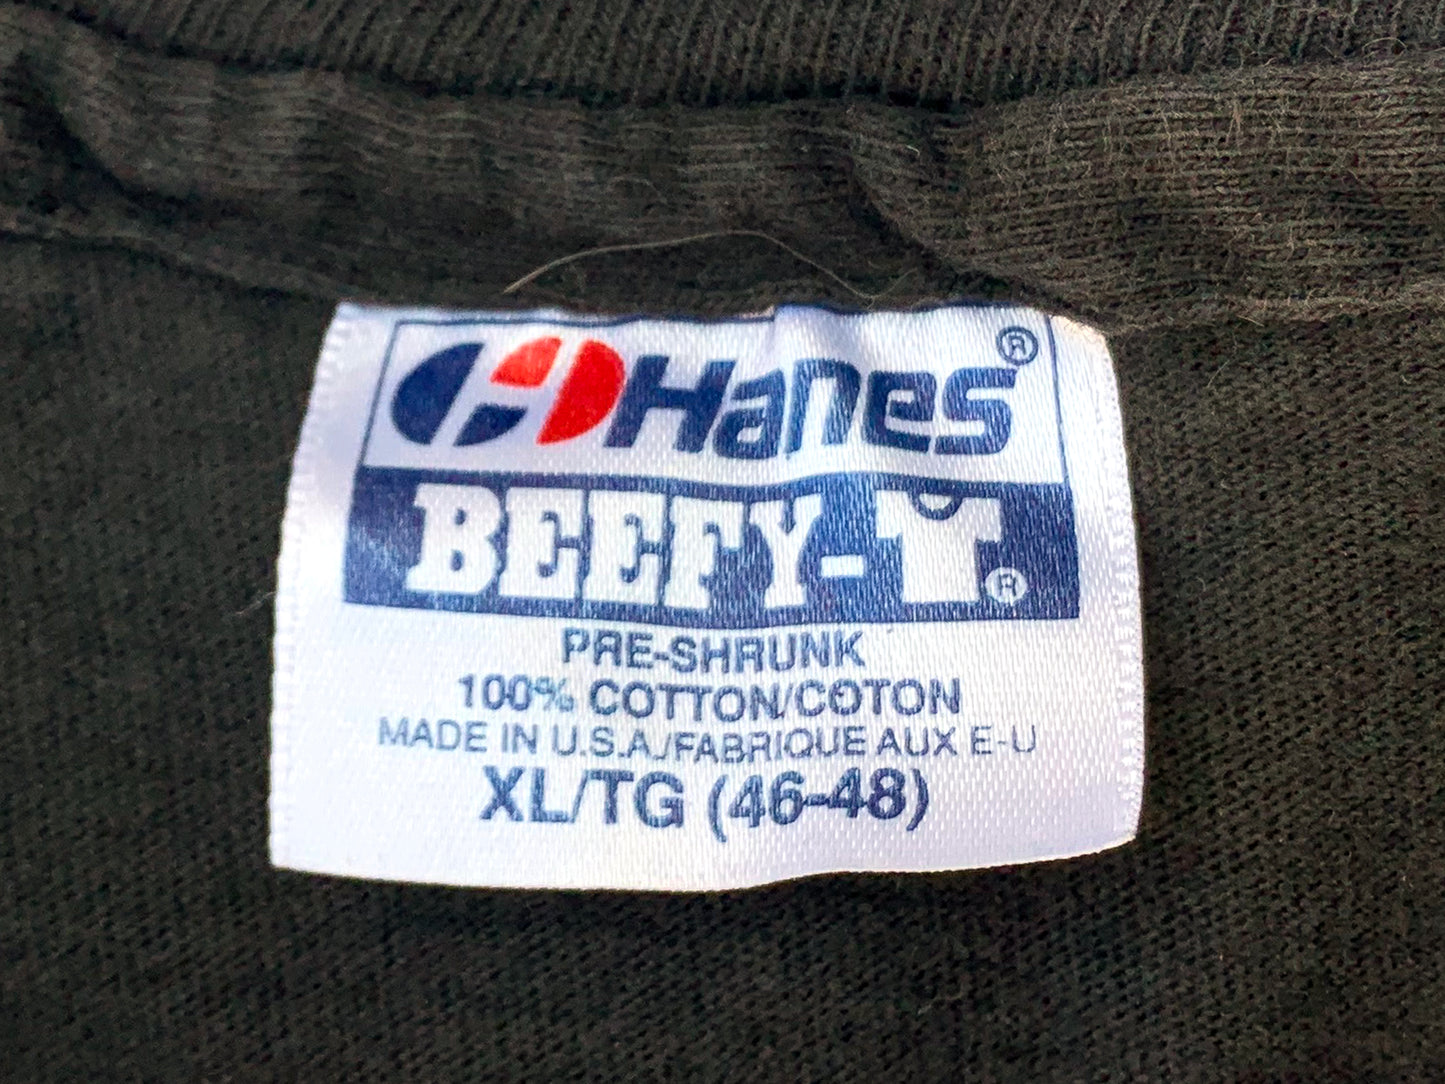 Hanes®
BEEFY-T®
PRE-SHRUNK
100% COTTON/COTON
MADE IN U.S.A./FABRIQUE AUX E-U
XL/TG (46-48)